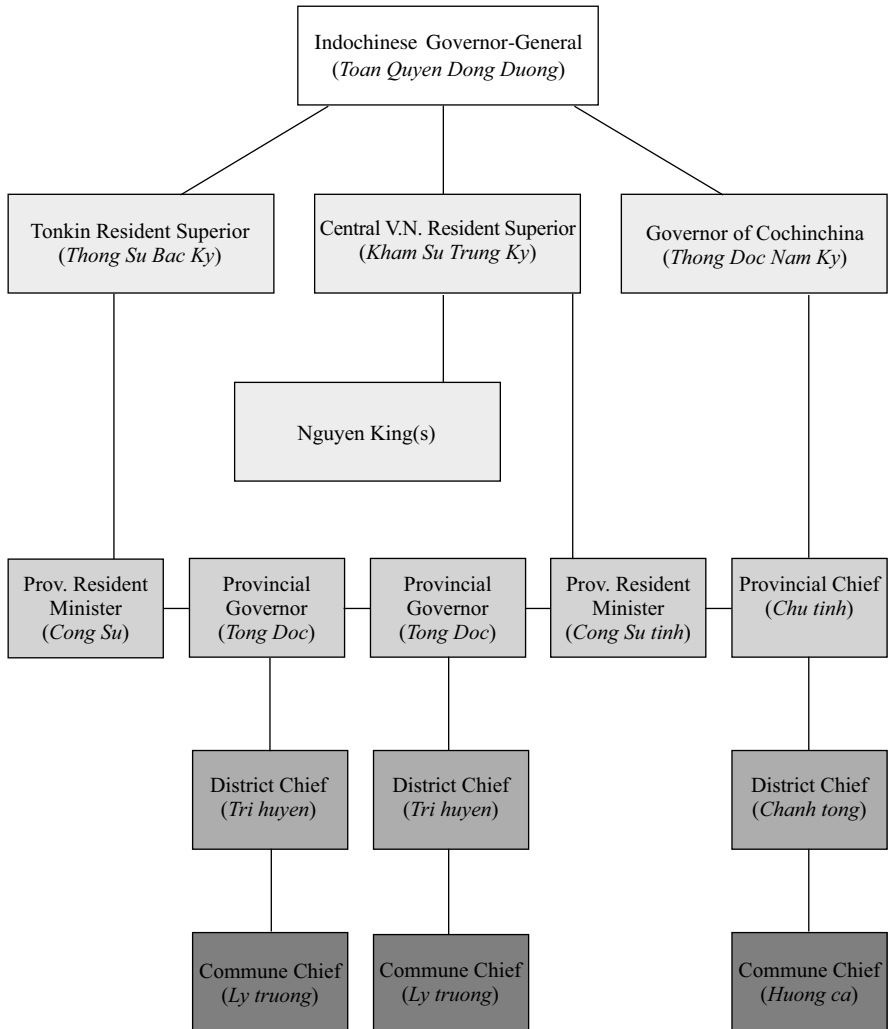 Indochinese Governor-General
(Toan Quyen Dong Duong)
Tonkin Resident Superior
(Thong Su Bac Ky)
Central V.N. Resident Superior
(Kham Su Trung Ky)
Governor of Cochinchina
(Thong Doc Nam Ky)
Nguyen King(s)
Prov. Resident
Minister
(Cong Su)
Provincial
Governor
(Tong Doc)
Provincial
Governor
(Tong Doc)
Prov. Resident
Minister
(Cong Su tinh)
Provincial Chief
(Chu tinh)
District Chief
(Tri huyen)
District Chief
(Tri huyen)
District Chief
(Chanh tong)
Commune Chief
(Ly truong)
Commune Chief
(Ly truong)
Commune Chief
(Huong ca)